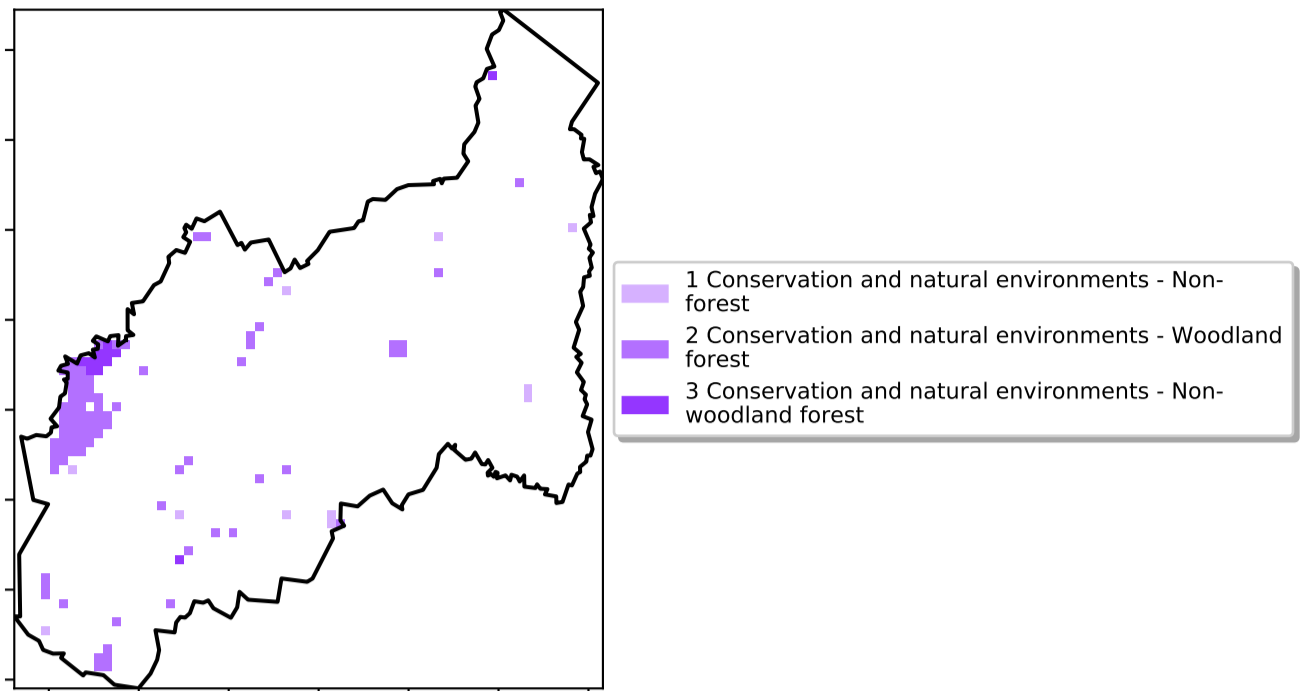 1 Conservation and natural environments - Non-
forest
2 Conservation and natural environments - Woodland
forest
3 Conservation and natural environments - Non-
woodland forest